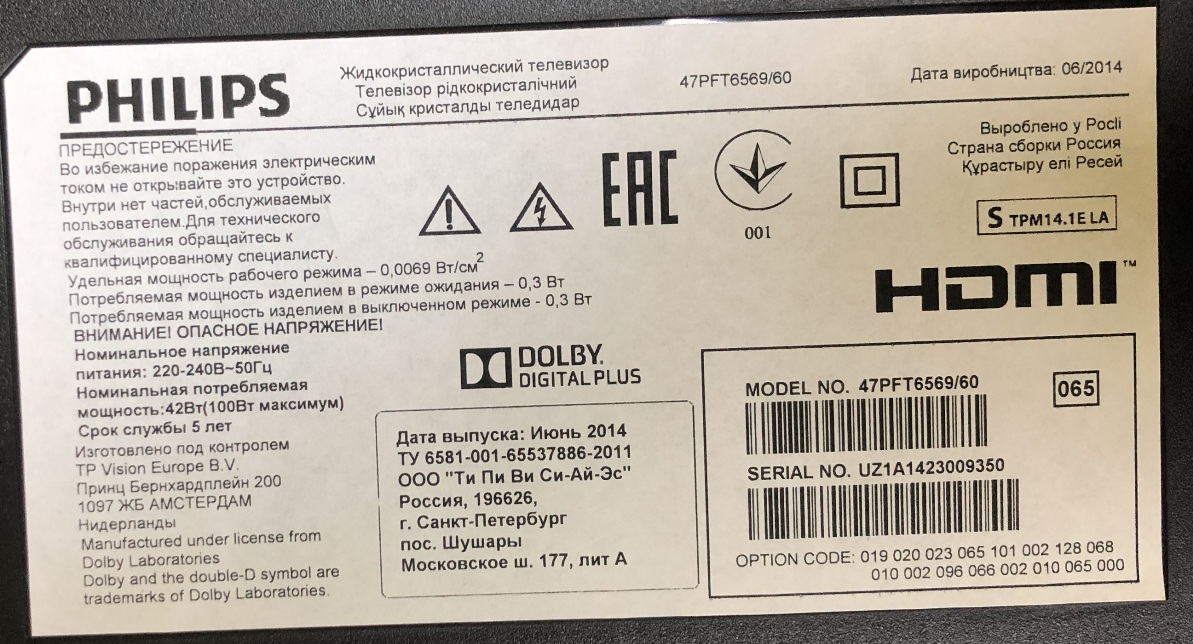 PHILIPS
Жидкокристаллический телевизор
Телевізор рідкокристалічний
Сұйық кристалды теледидар
47PFT6569/60
Дата виробництва: 06/2014
ПРЕДОСТЕРЕЖЕНИЕ
Во избежание поражения электрическим
током не открывайте это устройство.
Внутри нет частей,обслуживаемых
пользователем.Для технического
обслуживания обращайтесь к
квалифицированному специалисту.
Удельная мощность рабочего режима – 0,0069 Вт/см2
Потребляемая мощность изделием в режиме ожидания – 0,3 Вт
Потребляемая мощность изделием в выключенном режиме - 0,3 Вт
ВНИМАНИЕ! ОПАСНОЕ НАПРЯЖЕНИЕ!
Номинальное напряжение
питания: 220-240В~50Гц
Номинальная потребляемая
мощность:42Вт(100Вт максимум)
Срок службы 5 лет
Изготовлено под контролем
TP Vision Europe B.V.
Принц Бернхардплейн 200
1097 ЖБ АМСТЕРДАМ
Нидерланды
Manufactured under license from
Dolby Laboratories
Dolby and the double-D symbol are
trademarks of Dolby Laboratories.
EAC
001
Вироблено у Росії
Страна сборки Россия
Құрастыру елі Ресей
S TPM14.1E LA
HDMI™
DOLBY.
DIGITAL PLUS
Дата выпуска: Июнь 2014
ТУ 6581-001-65537886-2011
ООО "Ти Пи Ви Си-Ай-Эс"
Россия, 196626,
г. Санкт-Петербург
пос. Шушары
Московское ш. 177, лит А
MODEL NO. 47PFT6569/60
065
SERIAL NO. UZ1A1423009350
OPTION CODE: 019 020 023 065 101 002 128 068
010 002 096 066 002 010 065 000